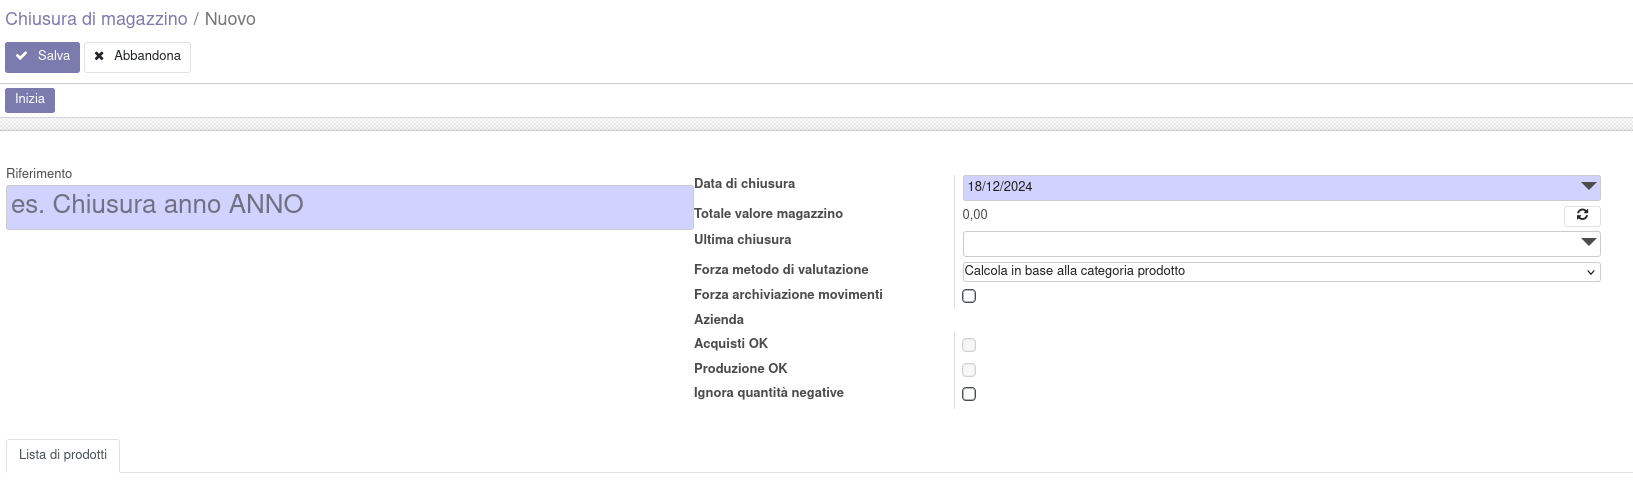 Chiusura di magazzino / Nuovo
Salva Abbandona
Inizia
Riferimento
es. Chiusura anno ANNO
Data di chiusura 18/12/2024
Totale valore magazzino 0,00
Ultima chiusura
Forza metodo di valutazione Calcola in base alla categoria prodotto
Forza archiviazione movimenti
Azienda
Acquisti OK
Produzione OK
Ignora quantità negative
Lista di prodotti